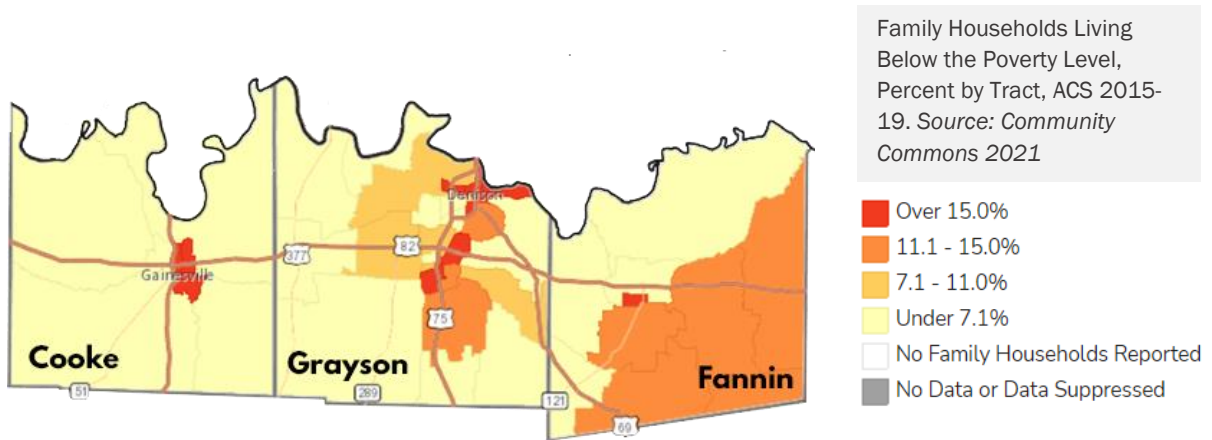 Family Households Living
Below the Poverty Level,
Percent by Tract, ACS 2015-
19. Source: Community
Commons 2021
Over 15.0%
11.1 - 15.0%
7.1 - 11.0%
Under 7.1%
No Family Households Reported
No Data or Data Suppressed
Denison
82
377
Gainesville
75
Cooke
Grayson
Fannin
51
289
121
69